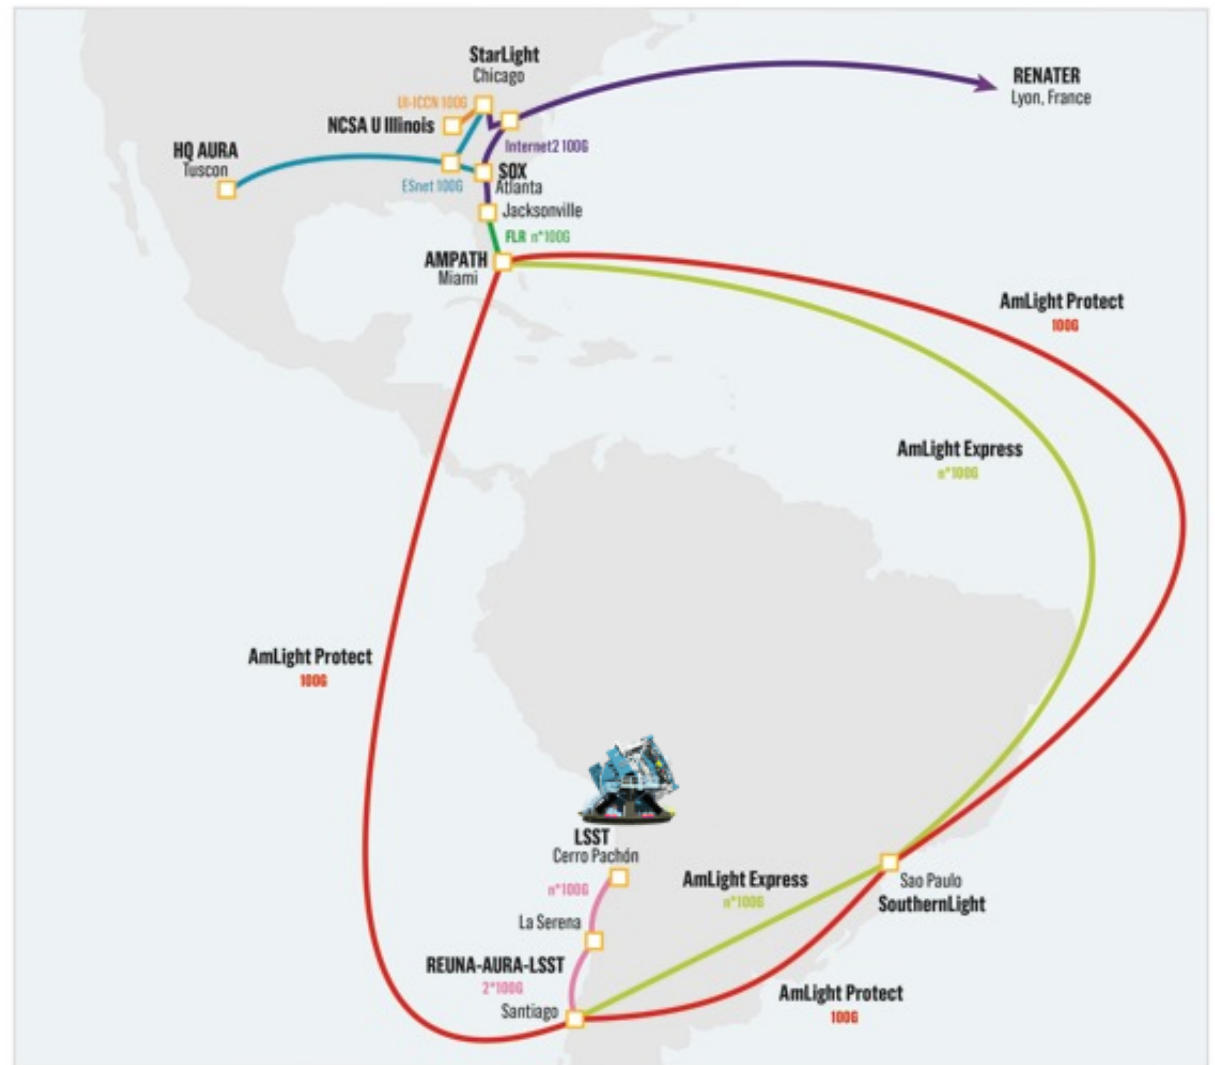 StarLight
Chicago
UI-ICCN 100G
NCSA U Illinois
RENATER
Lyon, France
HQ AURA
Tuscon
Internet2 100G
ESnet 100G
SOX
Atlanta
Jacksonville
FLR n*100G
AMPATH
Miami
AmLight Protect
100G
AmLight Express
n*100G
AmLight Protect
100G
LSST
Cerro Pachón
n*100G
AmLight Express
n*100G
Sao Paulo
SouthernLight
La Serena
REUNA-AURA-LSST
2*100G
Santiago
AmLight Protect
100G